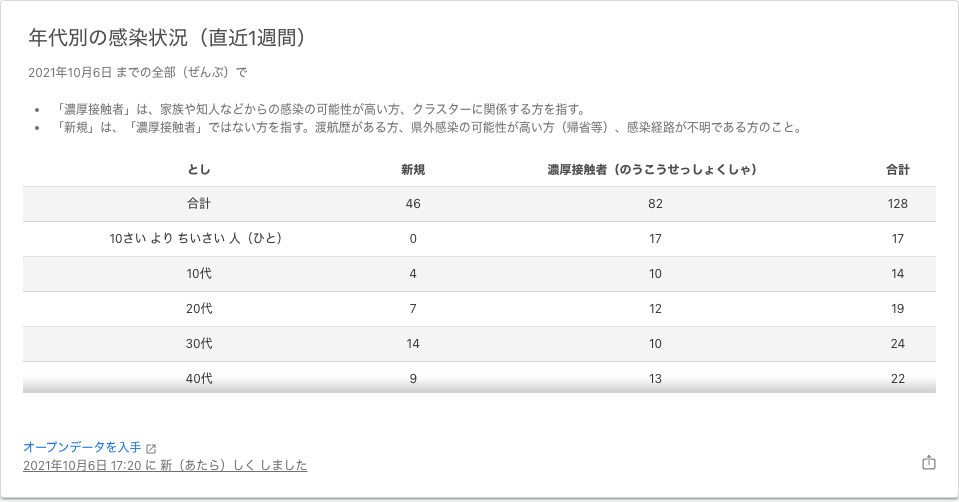 年代別の感染状況（直近1週間）
2021年10月6日 までの全部（ぜんぶ）で
• 「濃厚接触者」は、家族や知人などからの感染の可能性が高い方、クラスターに関係する方を指す。
• 「新規」は、「濃厚接触者」ではない方を指す。渡航歴がある方、県外感染の可能性が高い方（帰省等）、感染経路が不明である方のこと。
とし 新規 濃厚接触者（のうこうせっしょくしゃ） 合計
合計 46 82 128
10さい より ちいさい 人（ひと） 0 17 17
10代 4 10 14
20代 7 12 19
30代 14 10 24
40代 9 13 22
オープンデータを入手
2021年10月6日 17:20 に 新（あたら）しく しました